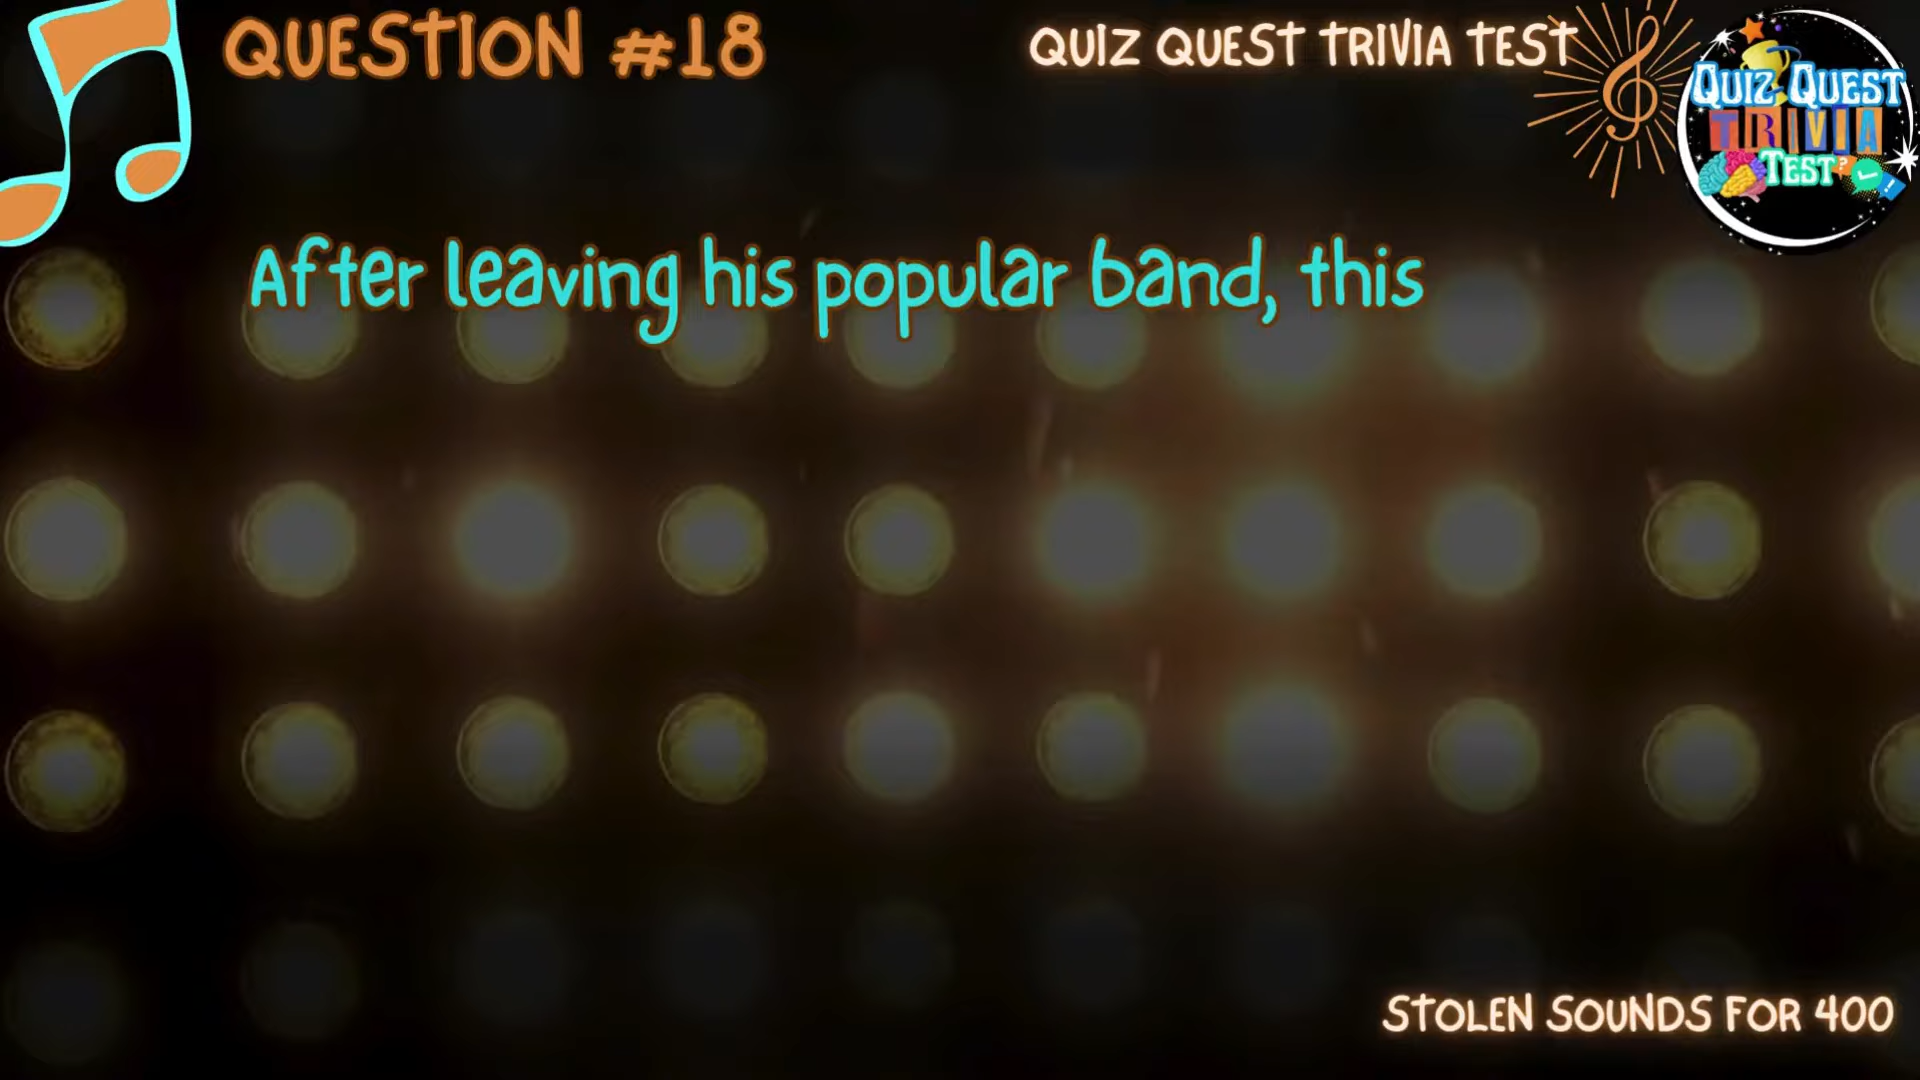 QUESTION #18
QUIZ QUEST TRIVIA TEST
QUIZ QUEST
TRIVIA
TEST
After leaving his popular band, this
STOLEN SOUNDS FOR 400